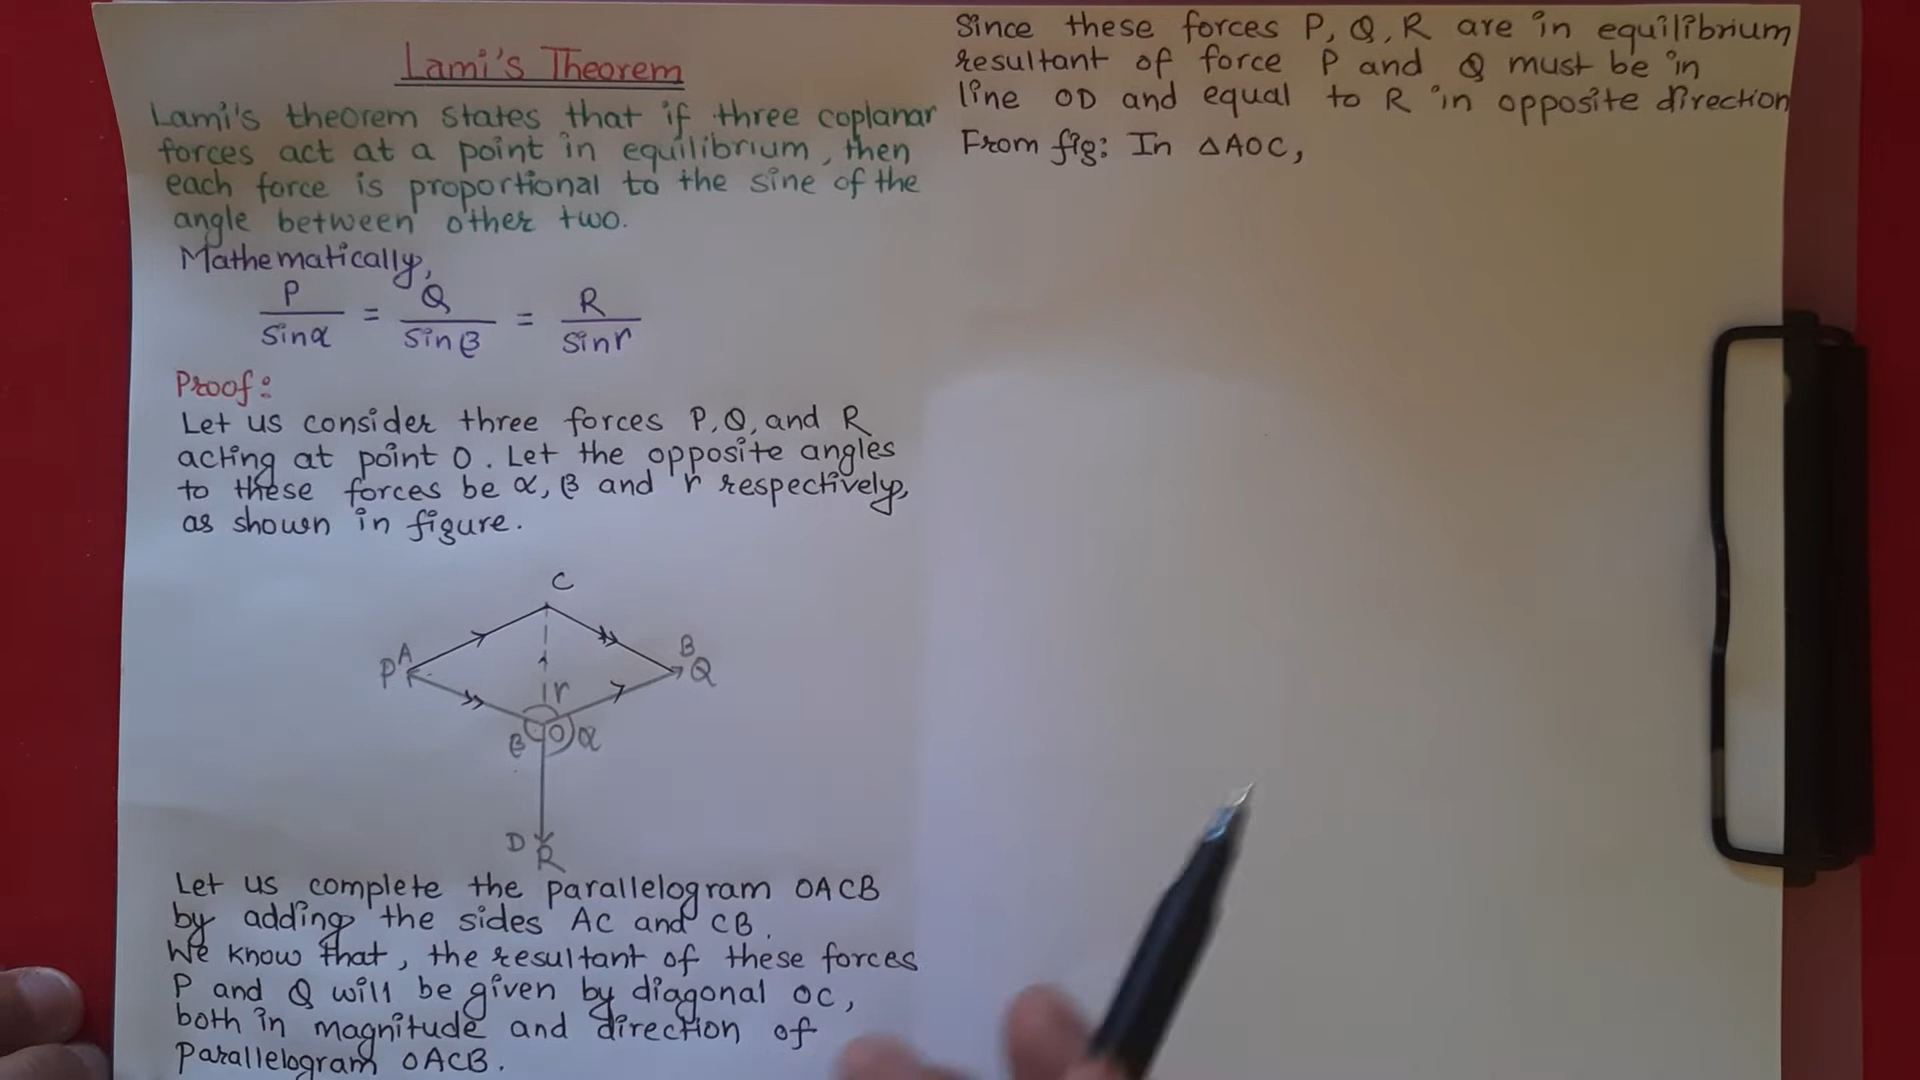 Lami's Theorem
Lami's theorem states that if three coplanar
forces act at a point in equilibrium, then
each force is proportional to the sine of the
angle between other two.
Mathematically,
P/sinα = Q/sinβ = R/sinr
Proof:
Let us consider three forces P, Q, and R
acting at point O. Let the opposite angles
to these forces be α, β and r respectively,
as shown in figure.
C
P A
B
Q
r
β O α
D R
Let us complete the parallelogram OACB
by adding the sides AC and CB.
We know that, the resultant of these forces
P and Q will be given by diagonal OC,
both in magnitude and direction of
parallelogram OACB.
Since these forces P, Q, R are in equilibrium
resultant of force P and Q must be in
line OD and equal to R in opposite direction
From fig: In ΔAOC,